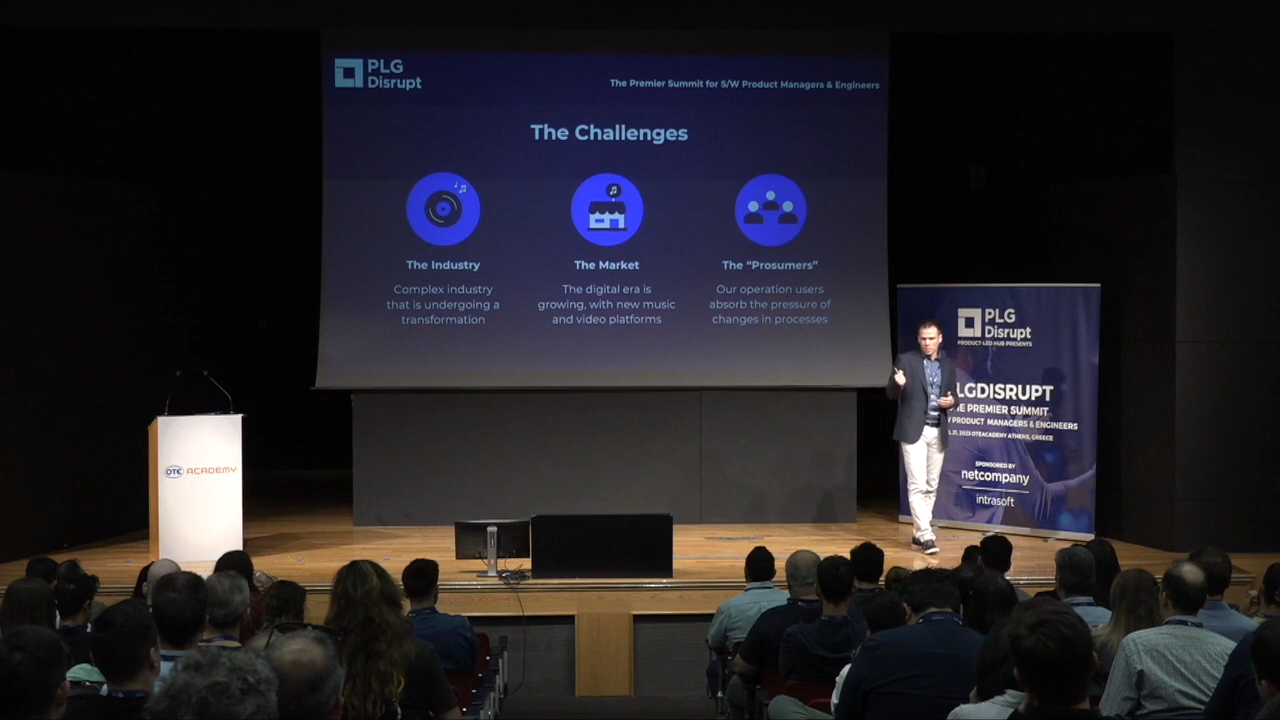 PLG
Disrupt
The Premier Summit for S/W Product Managers & Engineers
The Challenges
The Industry
Complex industry
that is undergoing a
transformation
The Market
The digital era is
growing, with new music
and video platforms
The “Prosumers”
Our operation users
absorb the pressure of
changes in processes
PLG
Disrupt
PRODUCT-LED HUB PRESENTS
LGDISRUPT
THE PREMIER SUMMIT
PRODUCT MANAGERS & ENGINEERS
21, 2023 OTEACADEMY ATHENS, GREECE
SPONSORED BY
netcompany
intrasoft
OTE ACADEMY